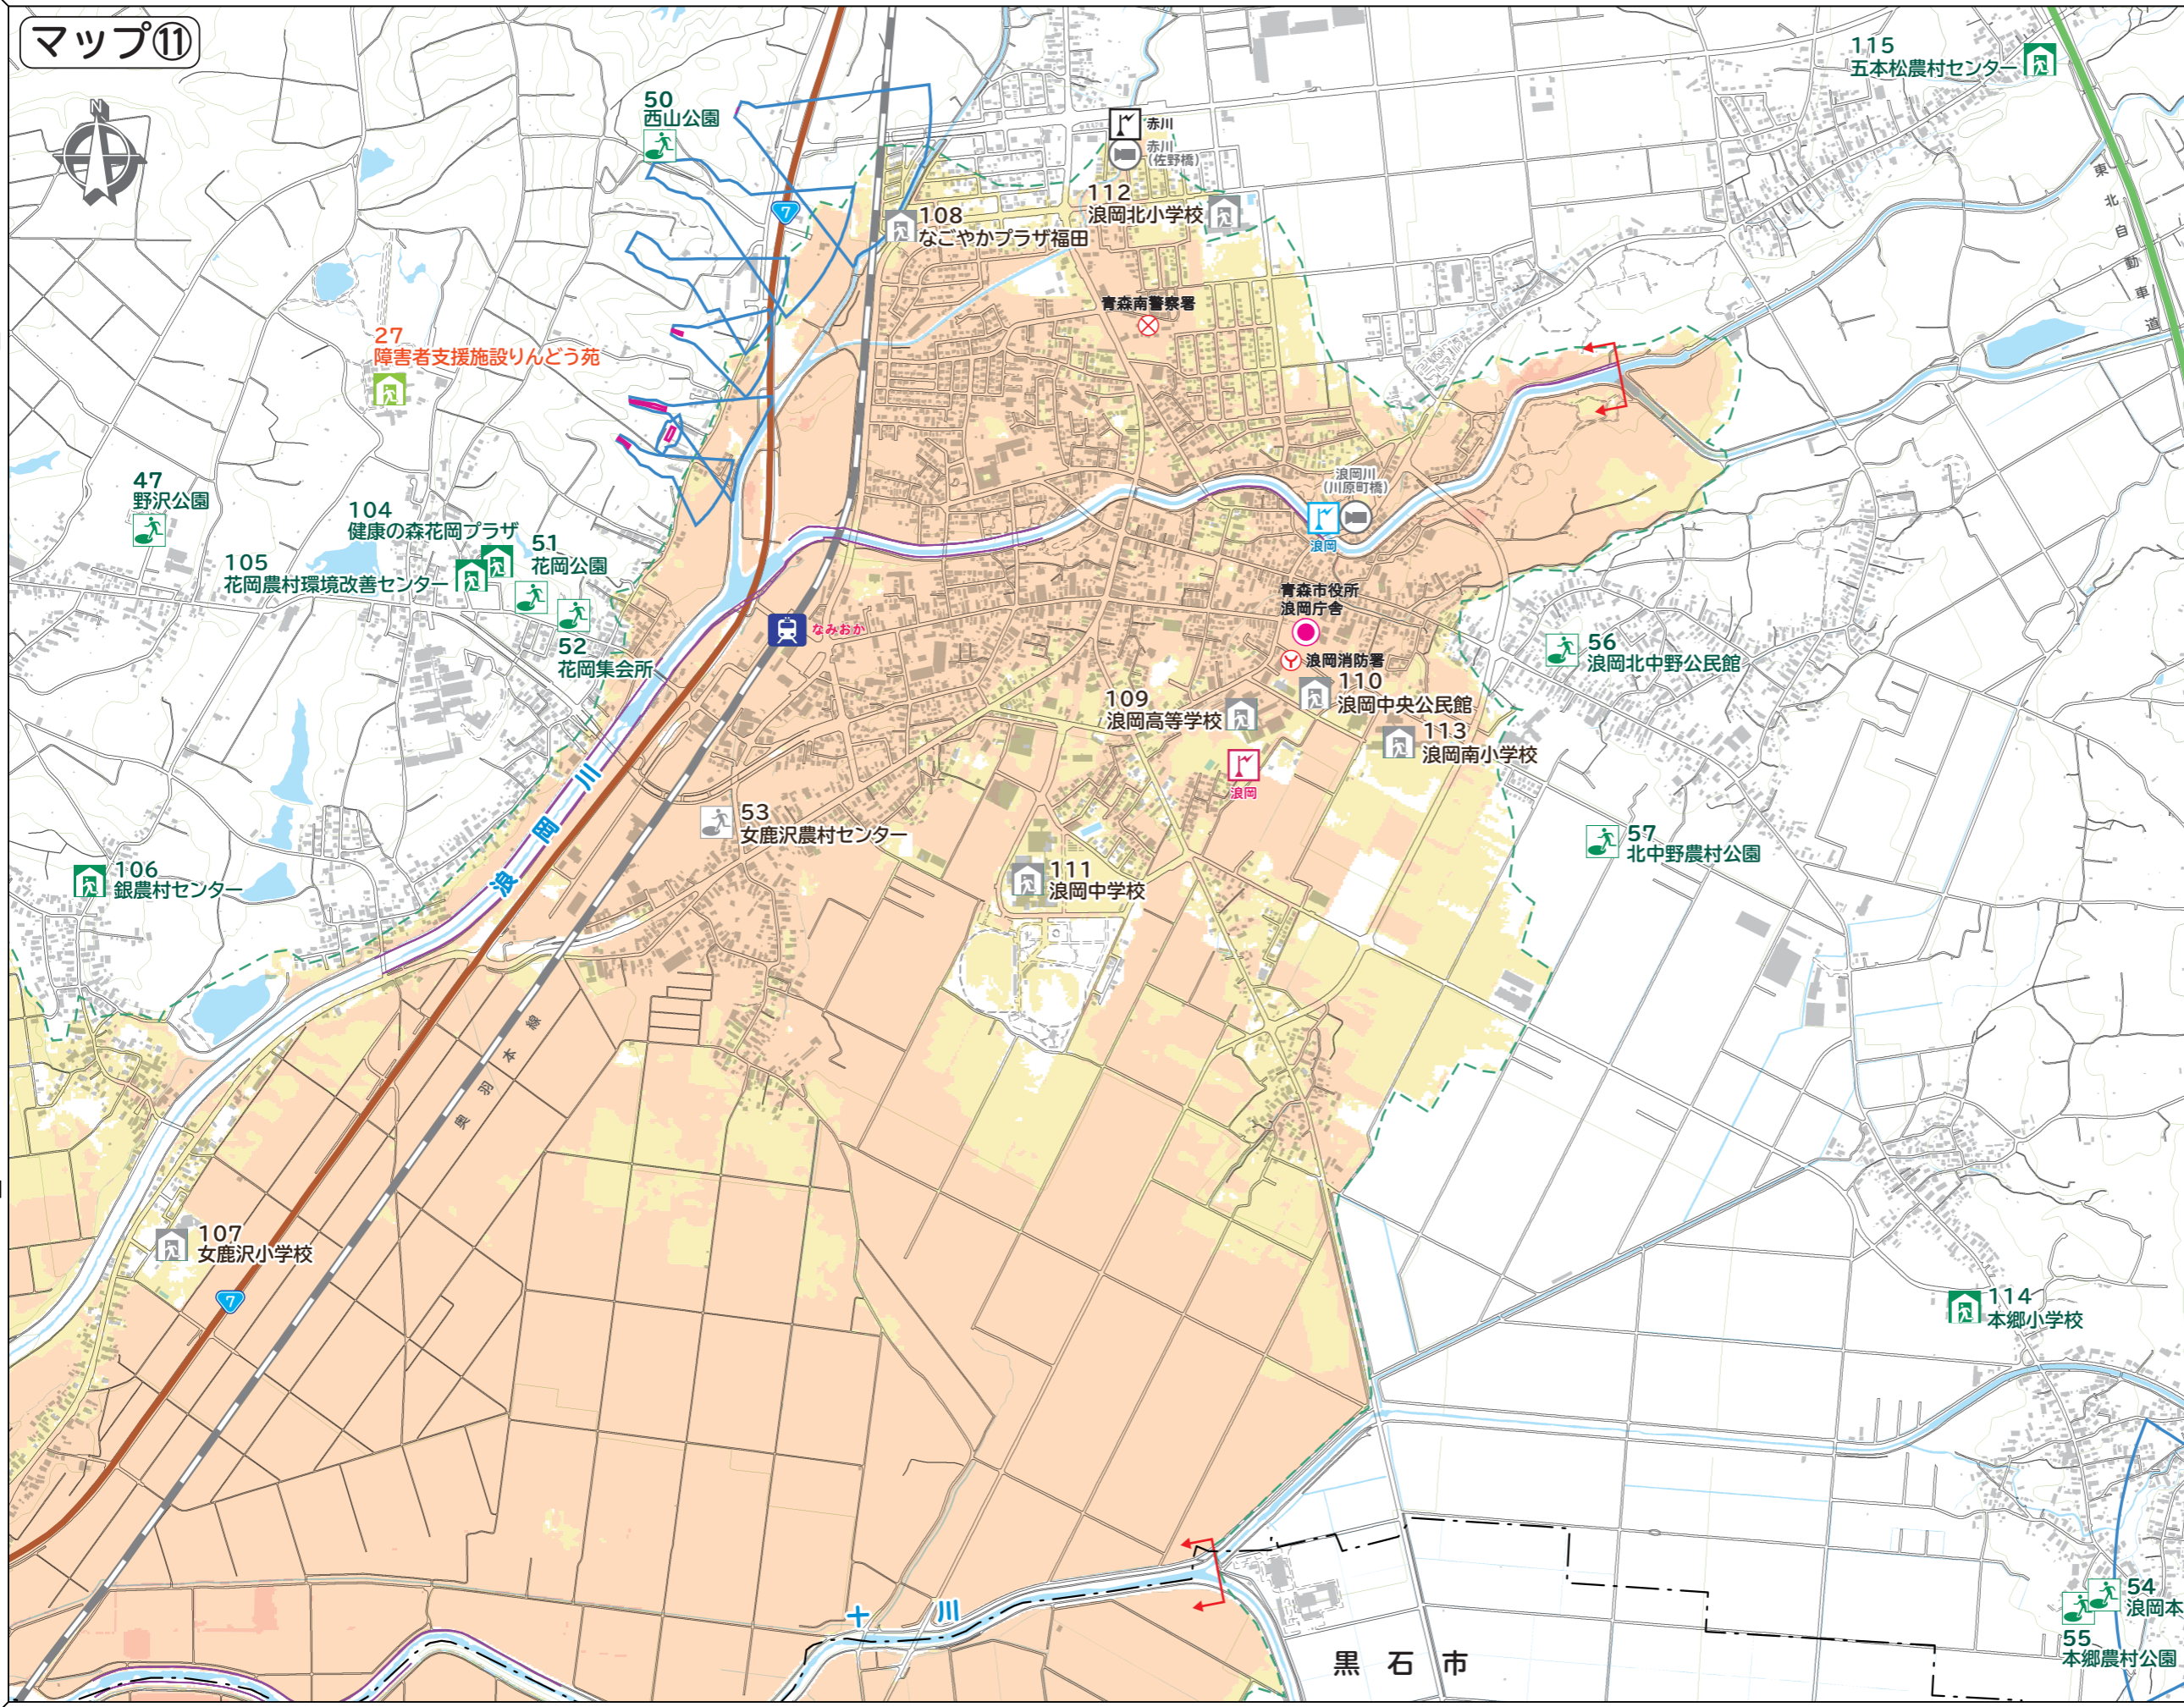 マップ⑪
N
50
西山公園
115
五本松農村センター
赤川
赤川
(佐野橋)
112
浪岡北小学校
108
なごやかプラザ福田
7
東北自動車道
青森南警察署
27
障害者支援施設りんどう苑
47
野沢公園
104
健康の森花岡プラザ
51
花岡公園
105
花岡農村環境改善センター
52
花岡集会所
浪岡川
(川原町橋)
浪岡
青森市役所
浪岡庁舎
なみおか
浪岡消防署
56
浪岡北中野公民館
110
浪岡中央公民館
109
浪岡高等学校
113
浪岡南小学校
浪岡
浪岡川
53
女鹿沢農村センター
57
北中野農村公園
106
銀農村センター
111
浪岡中学校
奥羽本線
107
女鹿沢小学校
7
114
本郷小学校
十川
黒石市
54
浪岡本
55
本郷農村公園